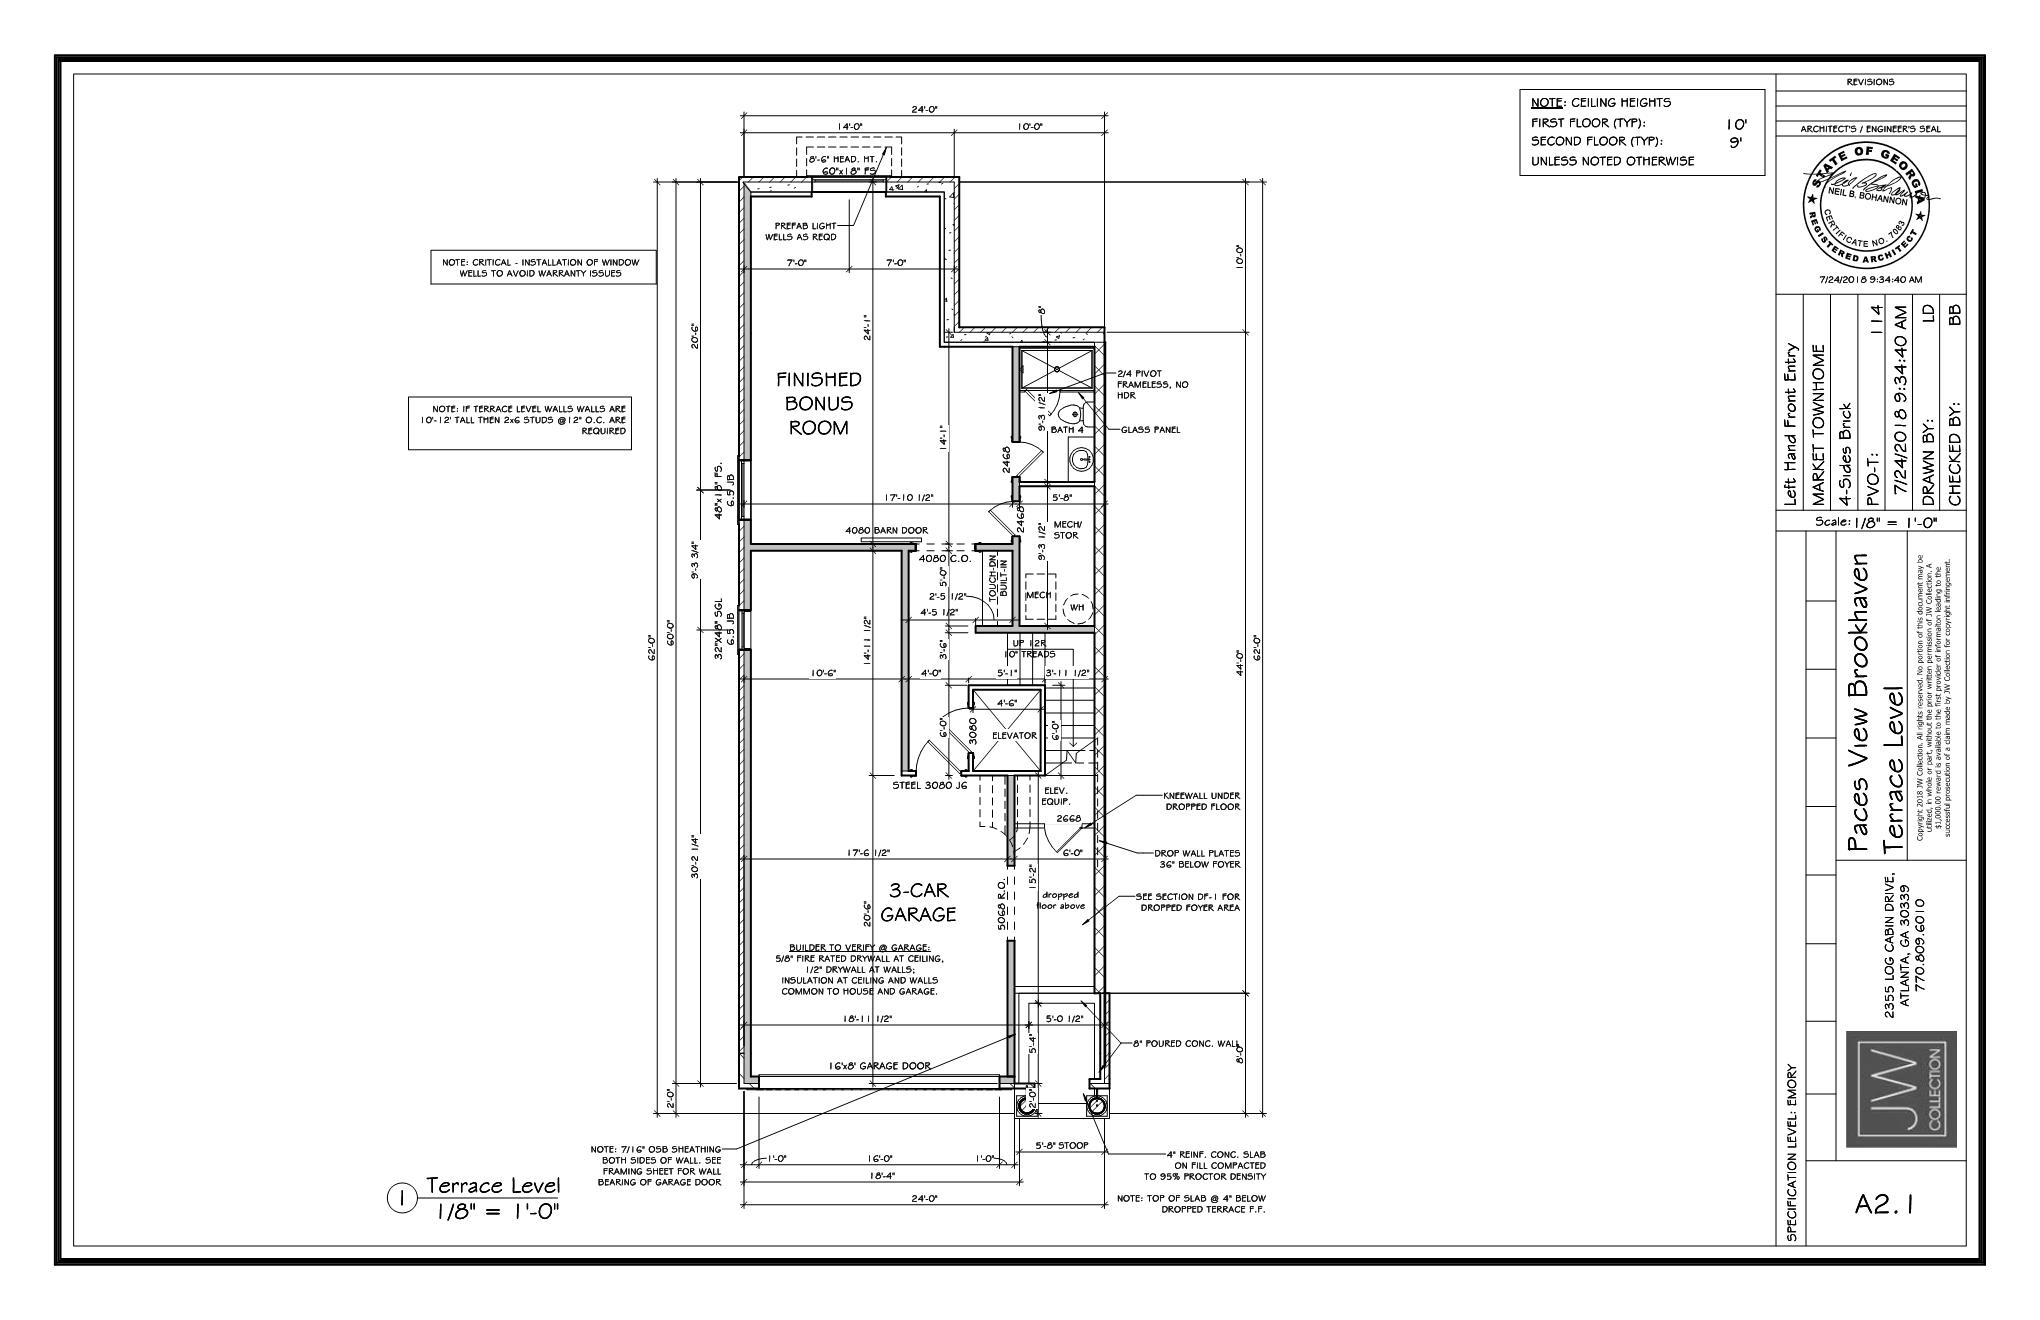 24'-0"
14'-0"
10'-0"
8'-6" HEAD. HT.
60"x18" FS.
PREFAB LIGHT
WELLS AS REQD
7'-0"
7'-0"
NOTE: CRITICAL - INSTALLATION OF WINDOW
WELLS TO AVOID WARRANTY ISSUES
NOTE: IF TERRACE LEVEL WALLS WALLS ARE
10'-12' TALL THEN 2x6 STUDS @12" O.C. ARE
REQUIRED
20'-6"
9'-3 3/4"
30'-2 1/4"
62'-0"
60'-0"
2'-0"
48"x18" FS.
6.5 JB
32"X48" SGL
6.5 JB
24'-1"
14'-1"
FINISHED
BONUS
ROOM
8"
10'-0"
2/4 PIVOT
FRAMELESS, NO
HDR
9'-3 1/2"
BATH 4
GLASS PANEL
2468
17'-10 1/2"
5'-8"
2468
MECH/
STOR
9'-3 1/2"
4080 BARN DOOR
4080 C.O.
5'-0"
TOUCH-DN
BUILT-IN
2'-5 1/2"
4'-5 1/2"
MECH
WH
14'-11 1/2"
3'-6"
UP 12R
10" TREADS
10'-6"
4'-0"
5'-1"
3'-11 1/2"
4'-6"
6'-0"
3080
ELEVATOR
6'-0"
STEEL 3080 J6
ELEV.
EQUIP.
2668
KNEEWALL UNDER
DROPPED FLOOR
17'-6 1/2"
6'-0"
DROP WALL PLATES
36" BELOW FOYER
15'-2"
3-CAR
GARAGE
20'-6"
5068 R.O.
dropped
floor above
SEE SECTION DF-1 FOR
DROPPED FOYER AREA
BUILDER TO VERIFY @ GARAGE:
5/8" FIRE RATED DRYWALL AT CEILING,
1/2" DRYWALL AT WALLS;
INSULATION AT CEILING AND WALLS
COMMON TO HOUSE AND GARAGE.
18'-11 1/2"
5'-0 1/2"
5'-4"
8" POURED CONC. WALL
8'-0"
44'-0"
62'-0"
16'x8' GARAGE DOOR
2'-0"
NOTE: 7/16" OSB SHEATHING
BOTH SIDES OF WALL. SEE
FRAMING SHEET FOR WALL
BEARING OF GARAGE DOOR
1'-0"
16'-0"
1'-0"
5'-8" STOOP
18'-4"
24'-0"
4" REINF. CONC. SLAB
ON FILL COMPACTED
TO 95% PROCTOR DENSITY
NOTE: TOP OF SLAB @ 4" BELOW
DROPPED TERRACE F.F.
1
Terrace Level
1/8" = 1'-0"
NOTE: CEILING HEIGHTS
FIRST FLOOR (TYP): 10'
SECOND FLOOR (TYP): 9'
UNLESS NOTED OTHERWISE
REVISIONS
ARCHITECT'S / ENGINEER'S SEAL
STATE OF GEORGIA
NEIL B. BOHANNON
CERTIFICATE NO. 7083
REGISTERED ARCHITECT
7/24/2018 9:34:40 AM
Left Hand Front Entry
MARKET TOWNHOME
4-Sides Brick
PVO-T: 114
7/24/2018 9:34:40 AM
DRAWN BY: LD
CHECKED BY: BB
Scale: 1/8" = 1'-0"
Paces View Brookhaven
Terrace Level
Copyright 2018 JW Collection. All rights reserved. No portion of this document may be
utilized, in whole or part, without the prior written permission of JW Collection. A
$1,000.00 reward is available to the first provider of informaiton leading to the
successful prosecution of a claim made by JW Collection for copyright infringement.
2355 LOG CABIN DRIVE,
ATLANTA, GA 30339
770.809.6010
JW
COLLECTION
SPECIFICATION LEVEL: EMORY
A2.1